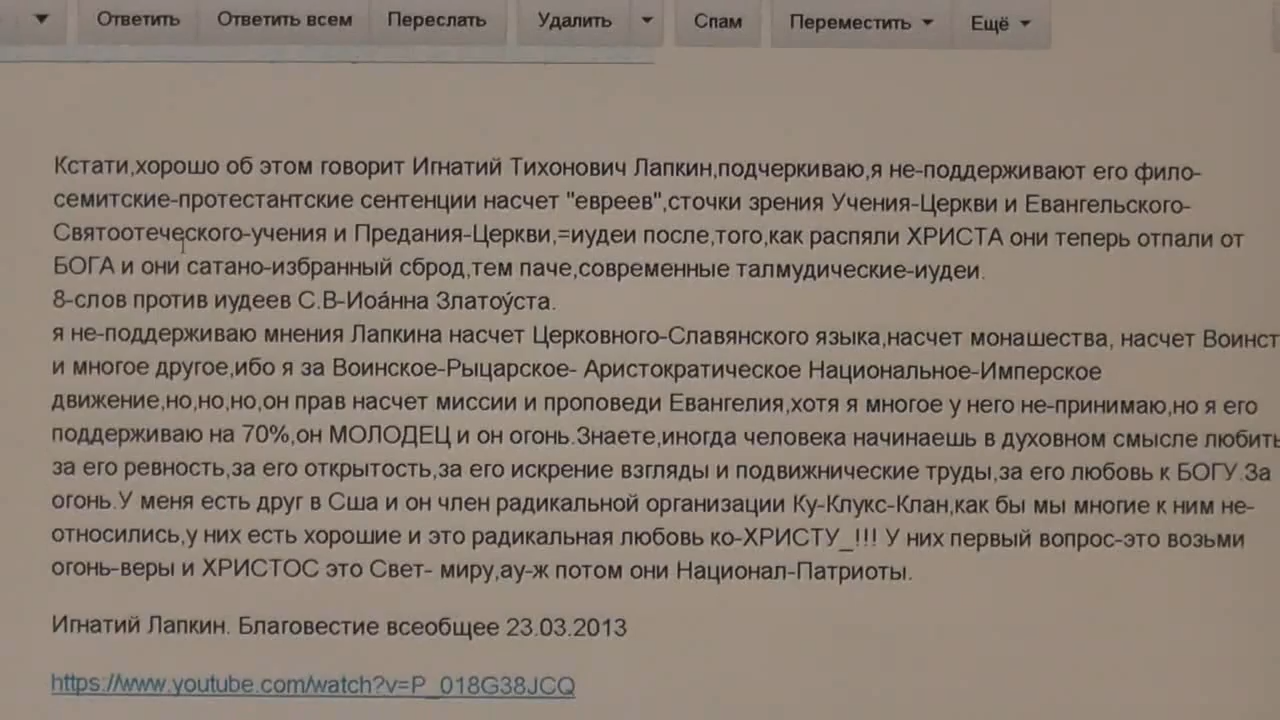 Ответить Ответить всем Переслать Удалить Спам Переместить Ещё
Кстати,хорошо об этом говорит Игнатий Тихонович Лапкин,подчеркиваю,я не-поддерживают его фило-
семитские-протестантские сентенции насчет "евреев",сточки зрения Учения-Церкви и Евангельского-
Святоотеческого-учения и Предания-Церкви,=иудеи после,того,как распяли ХРИСТА они теперь отпали от
БОГА и они сатано-избранный сброд,тем паче,современные талмудические-иудеи.
8-слов против иудеев С.В-Иоа́нна Златоу́ста.
я не-поддерживаю мнения Лапкина насчет Церковного-Славянского языка,насчет монашества, насчет Воинст
и многое другое,ибо я за Воинское-Рыцарское- Аристократическое Национальное-Имперское
движение,но,но,но,он прав насчет миссии и проповеди Евангелия,хотя я многое у него не-принимаю,но я его
поддерживаю на 70%,он МОЛОДЕЦ и он огонь.Знаете,иногда человека начинаешь в духовном смысле любить
за его ревность,за его открытость,за его искрение взгляды и подвижнические труды,за его любовь к БОГУ.За
огонь.У меня есть друг в Сша и он член радикальной организации Ку-Клукс-Клан,как бы мы многие к ним не-
относились,у них есть хорошие и это радикальная любовь ко-ХРИСТУ_!!! У них первый вопрос-это возьми
огонь-веры и ХРИСТОС это Свет- миру,ау-ж потом они Национал-Патриоты.
Игнатий Лапкин. Благовестие всеобщее 23.03.2013
https://www.youtube.com/watch?v=P_018G38JCQ